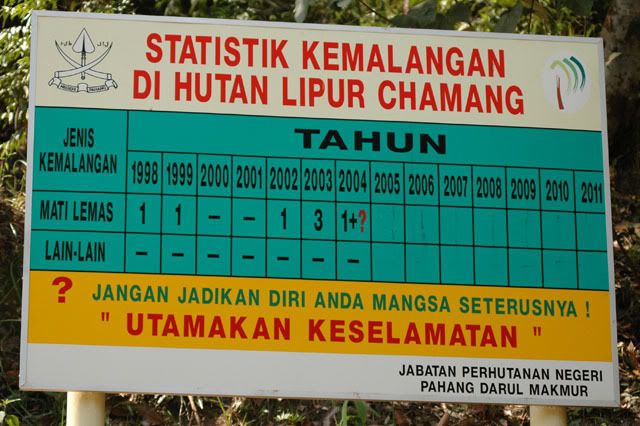 STATISTIK KEMALANGAN
DI HUTAN LIPUR CHAMANG
JENIS KEMALANGAN TAHUN
1998 1999 2000 2001 2002 2003 2004 2005 2006 2007 2008 2009 2010 2011
MATI LEMAS 1 1 – – 1 3 1+?
LAIN-LAIN – – – – – – –
? JANGAN JADIKAN DIRI ANDA MANGSA SETERUSNYA !
" UTAMAKAN KESELAMATAN "
JABATAN PERHUTANAN NEGERI
PAHANG DARUL MAKMUR